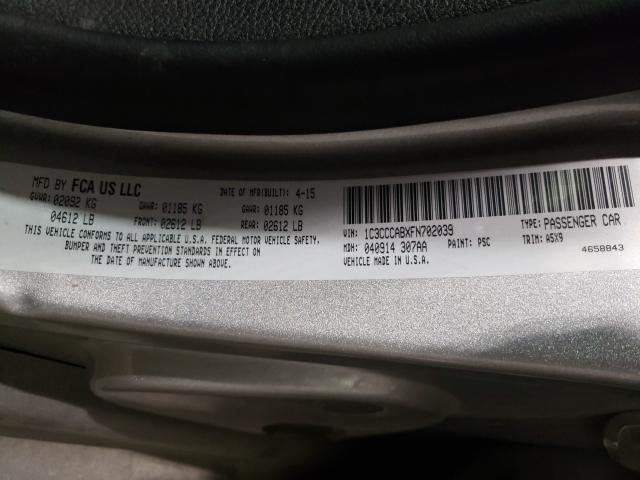 MFD BY FCA US LLC DATE OF MFR(BUILT): 4-15
GVWR: 02092 KG GAWR: 01185 KG GAWR: 01185 KG
04612 LB FRONT: 02612 LB REAR: 02612 LB
THIS VEHICLE CONFORMS TO ALL APPLICABLE U.S.A. FEDERAL MOTOR VEHICLE SAFETY,
BUMPER AND THEFT PREVENTION STANDARDS IN EFFECT ON
THE DATE OF MANUFACTURE SHOWN ABOVE.
VIN: 1C3CCCABXFN702039 TYPE: PASSENGER CAR
MDH: 040914 307AA PAINT: PSC TRIM: A5X9
VEHICLE MADE IN U.S.A. 4658843